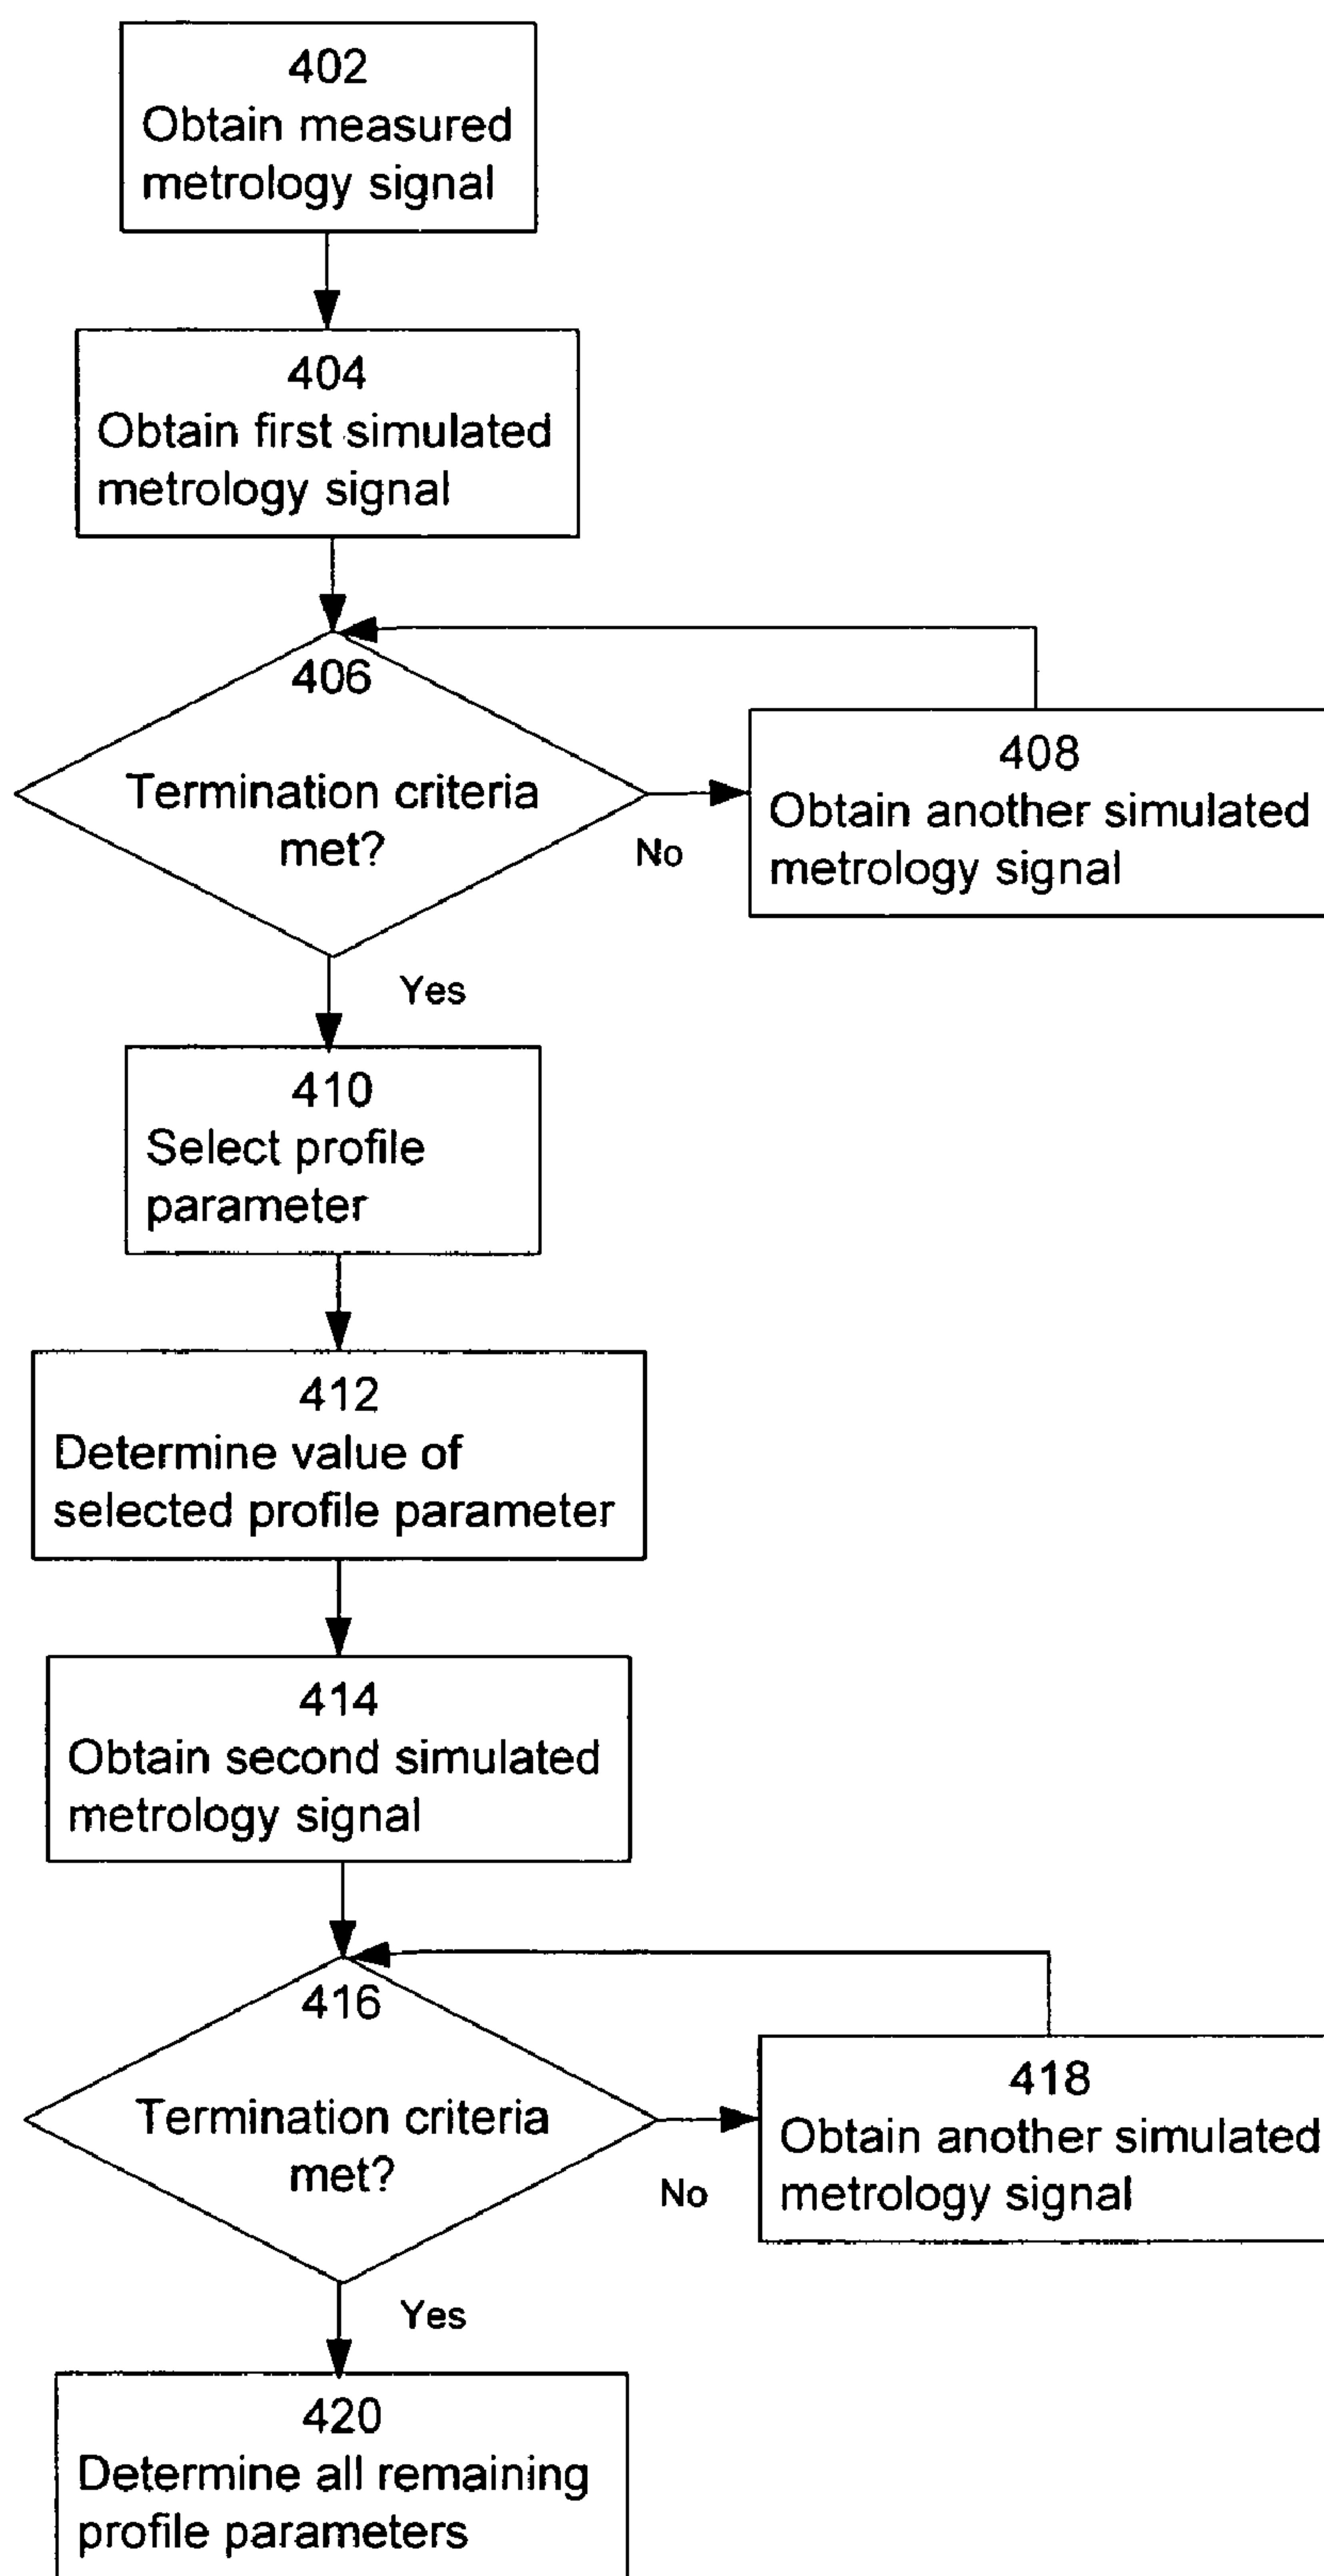 402
Obtain measured
metrology signal
404
Obtain first simulated
metrology signal
406
Termination criteria
met?
No
408
Obtain another simulated
metrology signal
Yes
410
Select profile
parameter
412
Determine value of
selected profile parameter
414
Obtain second simulated
metrology signal
416
Termination criteria
met?
No
418
Obtain another simulated
metrology signal
Yes
420
Determine all remaining
profile parameters